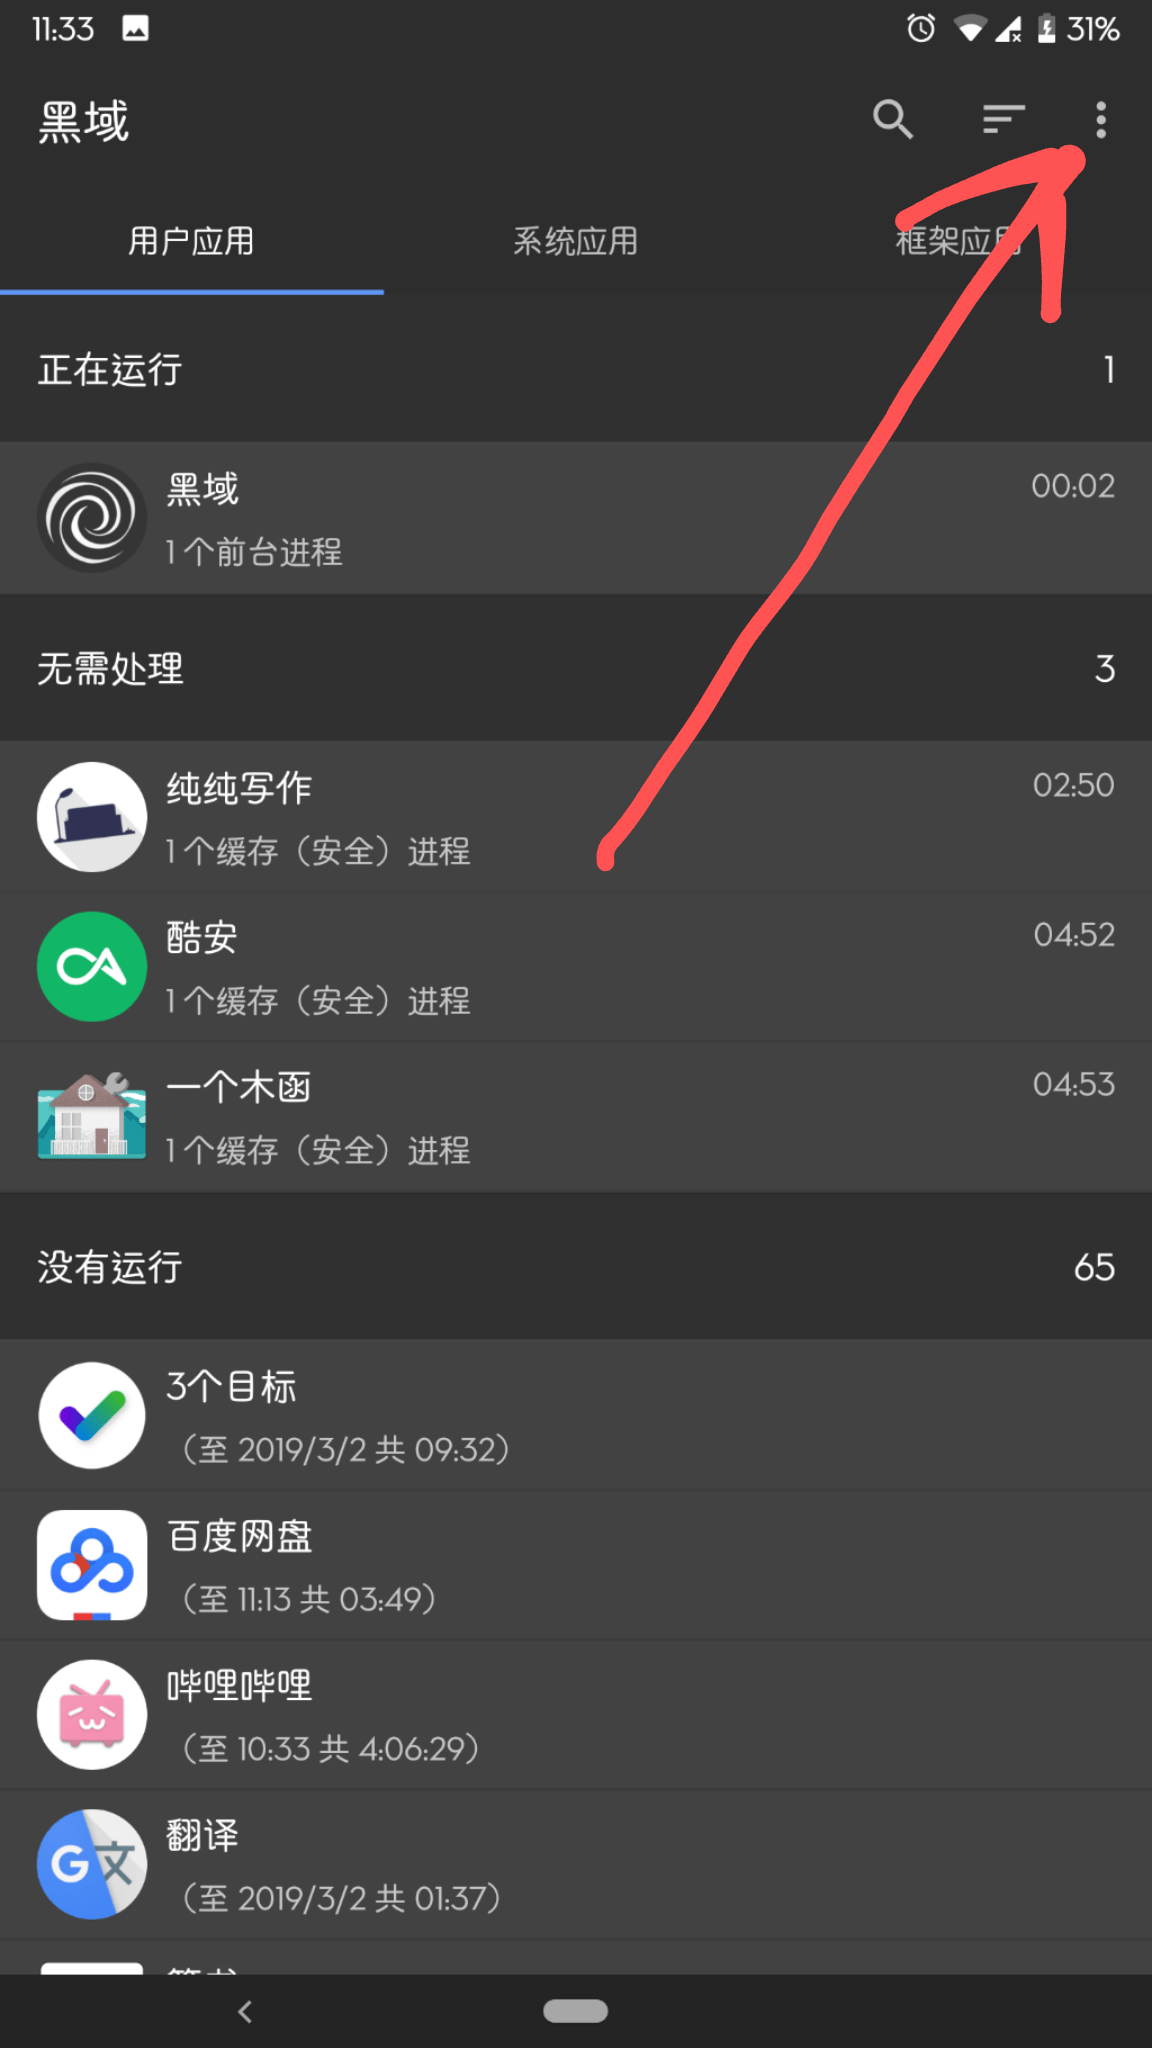 11:33 31%
黑域
用户应用 系统应用 框架应用
正在运行 1
黑域 00:02
1个前台进程
无需处理 3
纯纯写作 02:50
1个缓存（安全）进程
酷安 04:52
1个缓存（安全）进程
一个木函 04:53
1个缓存（安全）进程
没有运行 65
3个目标
（至 2019/3/2 共 09:32）
百度网盘
（至 11:13 共 03:49）
哔哩哔哩
（至 10:33 共 4:06:29）
翻译
（至 2019/3/2 共 01:37）